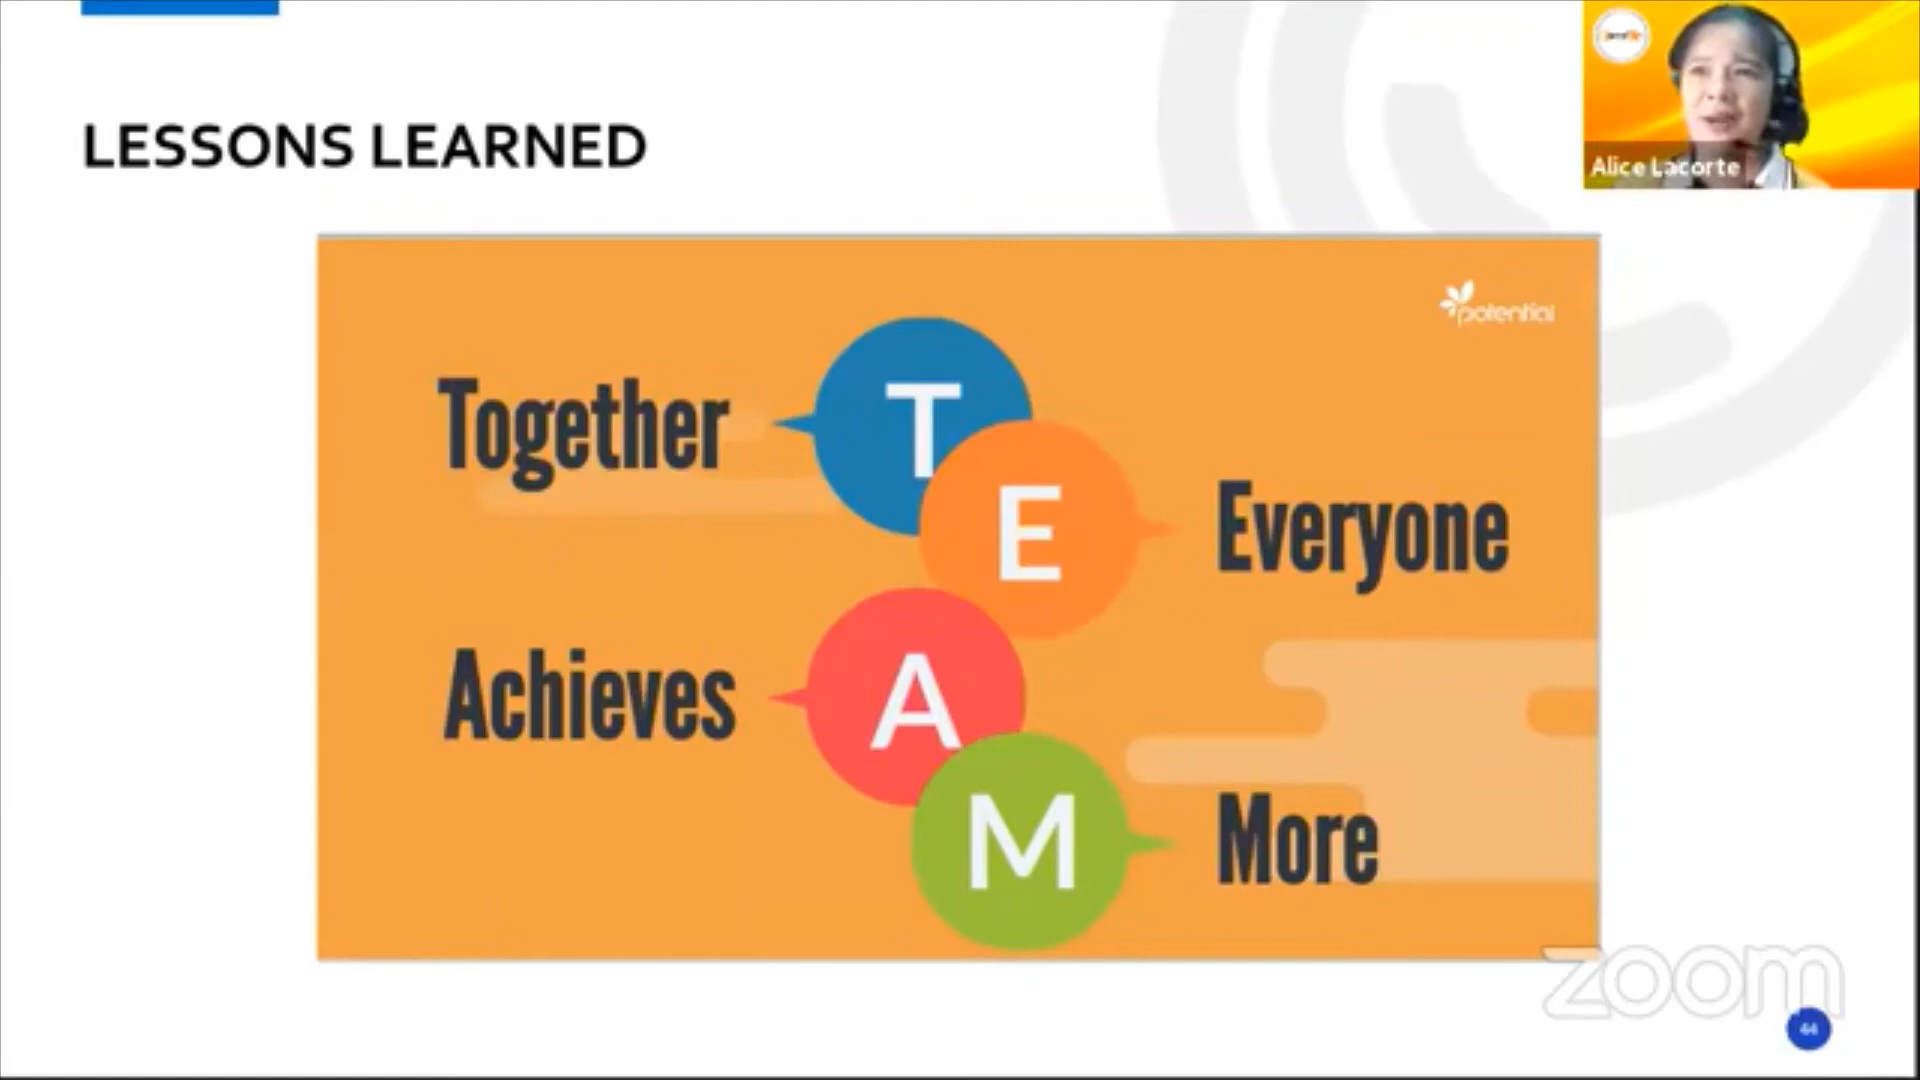 LESSONS LEARNED
Alice Lacorte
potential
Together
T
E
Everyone
Achieves
A
M
More
zoom
44